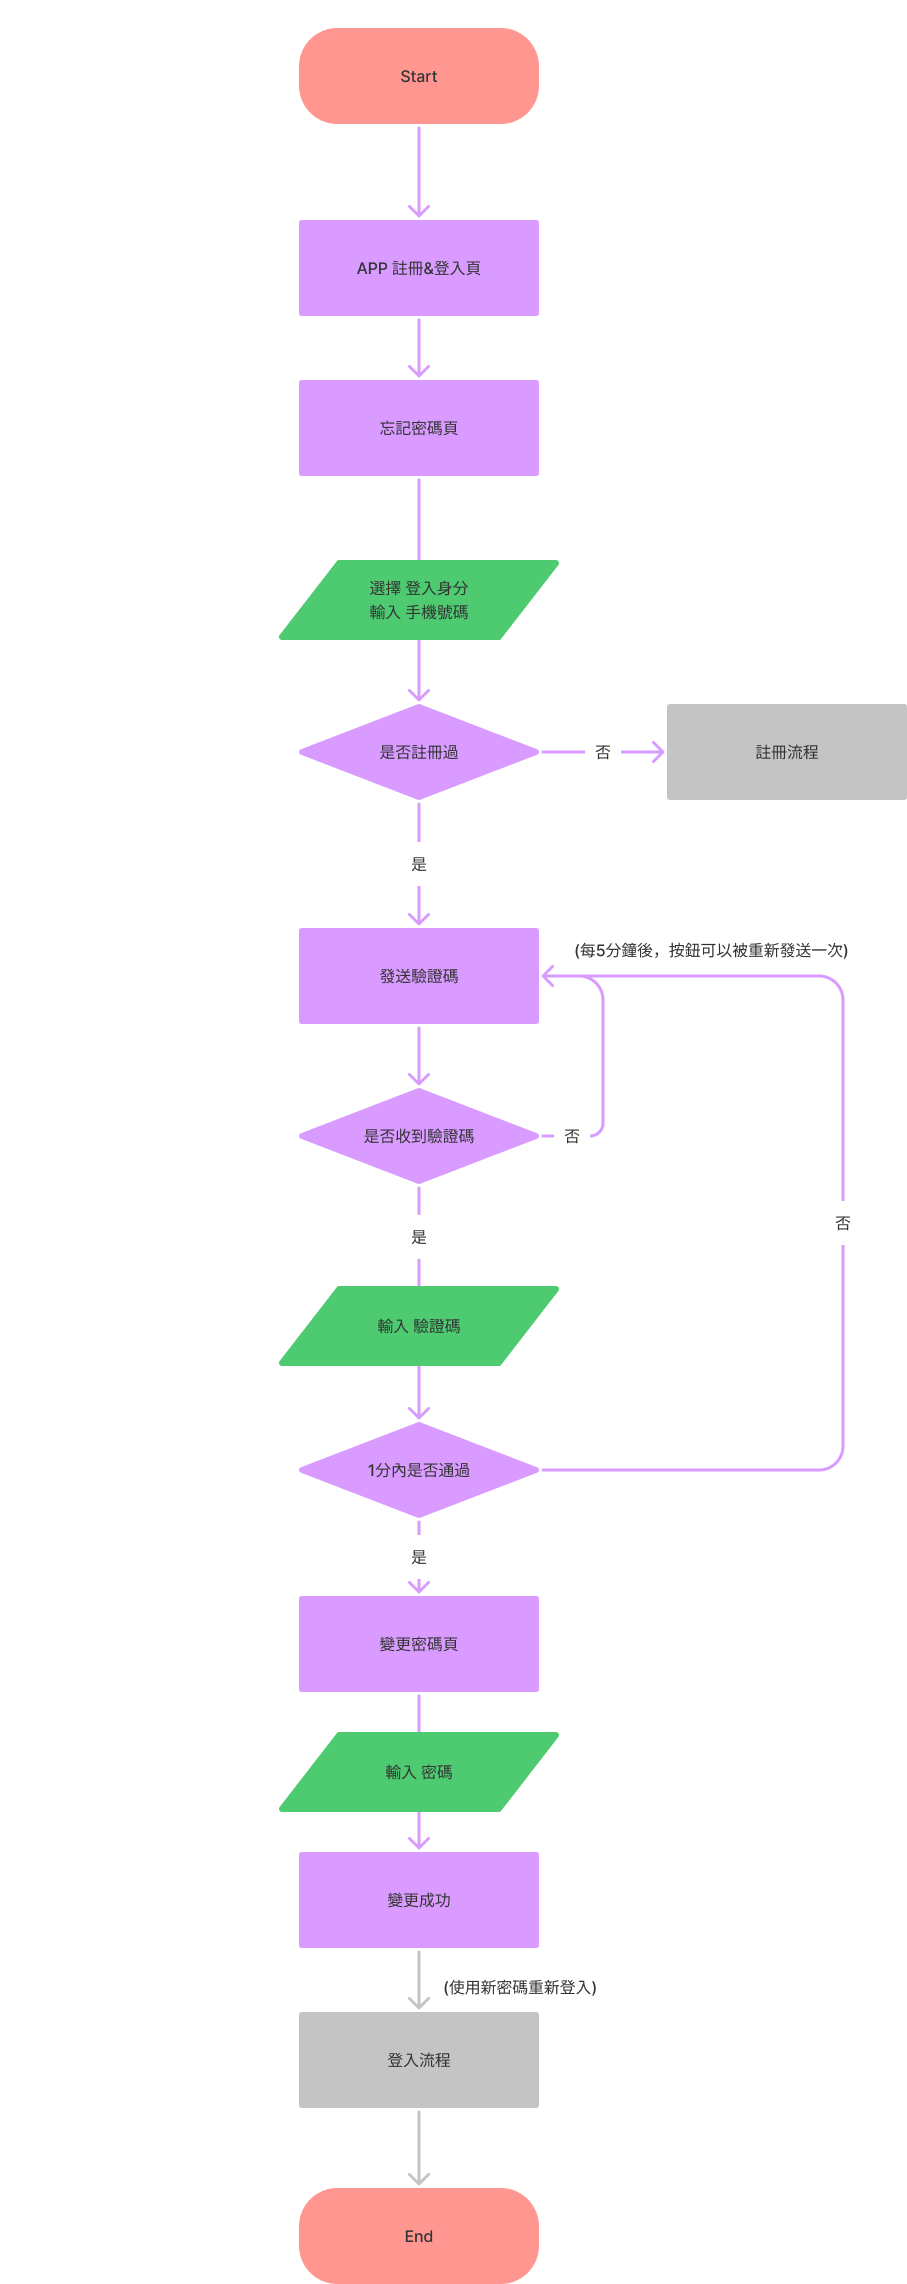 Start
APP 註冊&登入頁
忘記密碼頁
選擇 登入身分
輸入 手機號碼
是否註冊過
否
註冊流程
是
(每5分鐘後，按鈕可以被重新發送一次)
發送驗證碼
是否收到驗證碼
否
是
否
輸入 驗證碼
1分內是否通過
是
變更密碼頁
輸入 密碼
變更成功
(使用新密碼重新登入)
登入流程
End